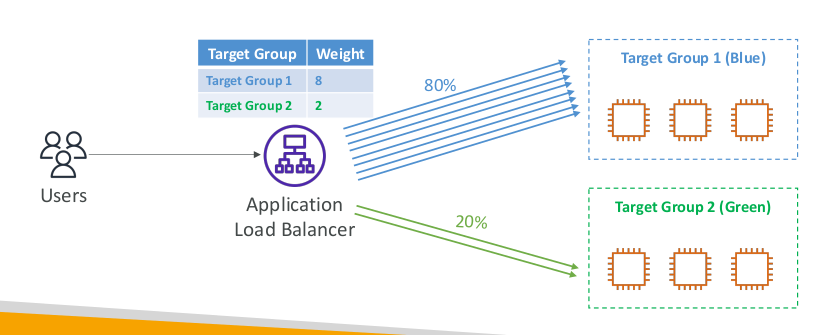 Target Group Weight
Target Group 1 8
Target Group 2 2
80%
Target Group 1 (Blue)
Users
Application
Load Balancer
20%
Target Group 2 (Green)